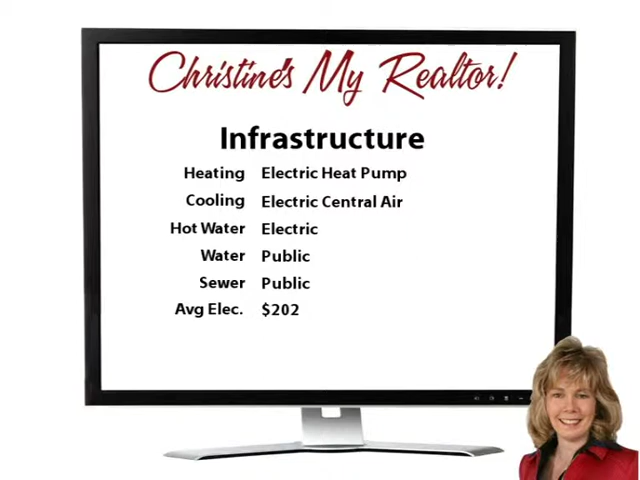 Christine's My Realtor!
Infrastructure
Heating Electric Heat Pump
Cooling Electric Central Air
Hot Water Electric
Water Public
Sewer Public
Avg Elec. $202